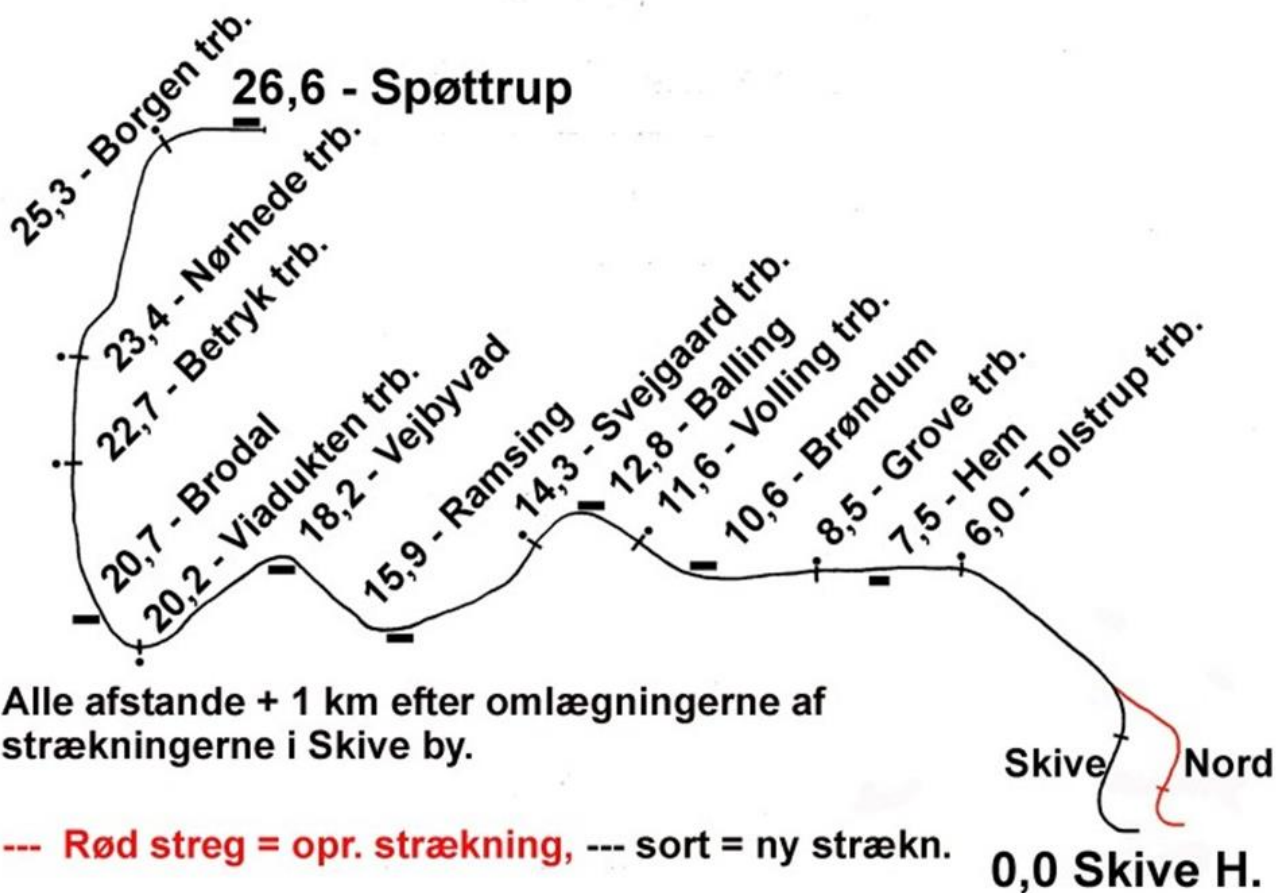 25,3 - Borgen trb.
26,6 - Spøttrup
23,4 - Nørhede trb.
22,7 - Betryk trb.
20,7 - Brodal
20,2 - Viadukten trb.
18,2 - Vejbyvad
15,9 - Ramsing
14,3 - Svejgaard trb.
12,8 - Balling
11,6 - Volling trb.
10,6 - Brøndum
8,5 - Grove trb.
7,5 - Hem
6,0 - Tolstrup trb.
Alle afstande + 1 km efter omlægningerne af
strækningerne i Skive by.
Skive Nord
--- Rød streg = opr. strækning, --- sort = ny strækn.
0,0 Skive H.